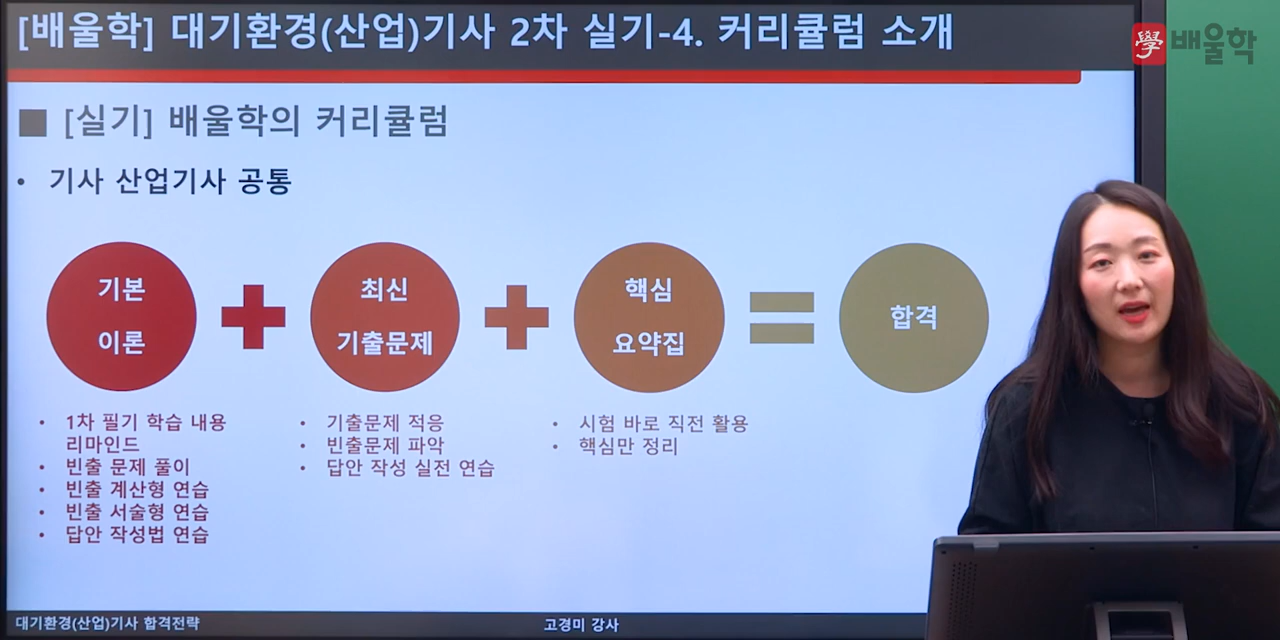 [배울학] 대기환경(산업)기사 2차 실기-4. 커리큘럼 소개
學 배울학
■ [실기] 배울학의 커리큘럼
• 기사 산업기사 공통
기본
이론
+
최신
기출문제
+
핵심
요약집
=
합격
• 1차 필기 학습 내용
리마인드
• 빈출 문제 풀이
• 빈출 계산형 연습
• 빈출 서술형 연습
• 답안 작성법 연습
• 기출문제 적응
• 빈출문제 파악
• 답안 작성 실전 연습
• 시험 바로 직전 활용
• 핵심만 정리
대기환경(산업)기사 합격전략
고경미 강사